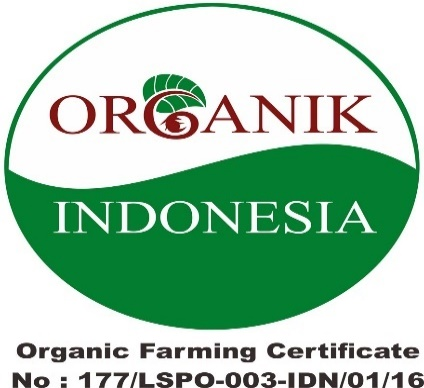 ORGANIK
INDONESIA
Organic Farming Certificate
No : 177/LSPO-003-IDN/01/16